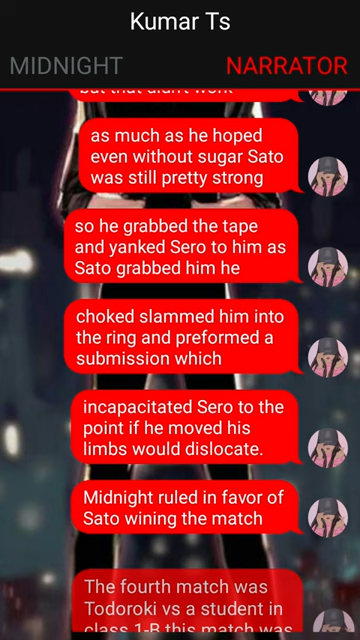 Kumar Ts
MIDNIGHT
NARRATOR
but that didn't work
as much as he hoped
even without sugar Sato
was still pretty strong
so he grabbed the tape
and yanked Sero to him as
Sato grabbed him he
choked slammed him into
the ring and preformed a
submission which
incapacitated Sero to the
point if he moved his
limbs would dislocate.
Midnight ruled in favor of
Sato wining the match
The fourth match was
Todoroki vs a student in
class 1-B this match was